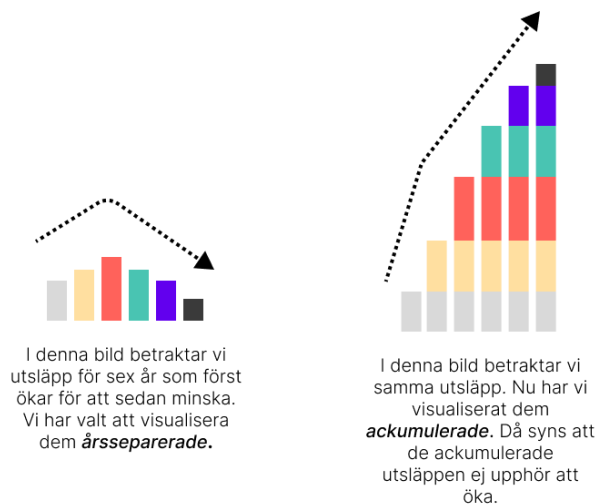 I denna bild betraktar vi
utsläpp för sex år som först
ökar för att sedan minska.
Vi har valt att visualisera
dem årsseparerade.
I denna bild betraktar vi
samma utsläpp. Nu har vi
visualiserat dem
ackumulerade. Då syns att
de ackumulerade
utsläppen ej upphör att
öka.